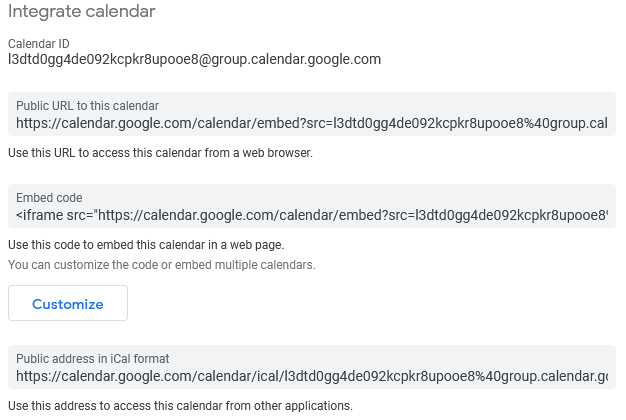 Integrate calendar
Calendar ID
l3dtd0gg4de092kcpkr8upooe8@group.calendar.google.com
Public URL to this calendar
https://calendar.google.com/calendar/embed?src=l3dtd0gg4de092kcpkr8upooe8%40group.cal
Use this URL to access this calendar from a web browser.
Embed code
<iframe src="https://calendar.google.com/calendar/embed?src=l3dtd0gg4de092kcpkr8upooe8%
Use this code to embed this calendar in a web page.
You can customize the code or embed multiple calendars.
Customize
Public address in iCal format
https://calendar.google.com/calendar/ical/l3dtd0gg4de092kcpkr8upooe8%40group.calendar.go
Use this address to access this calendar from other applications.